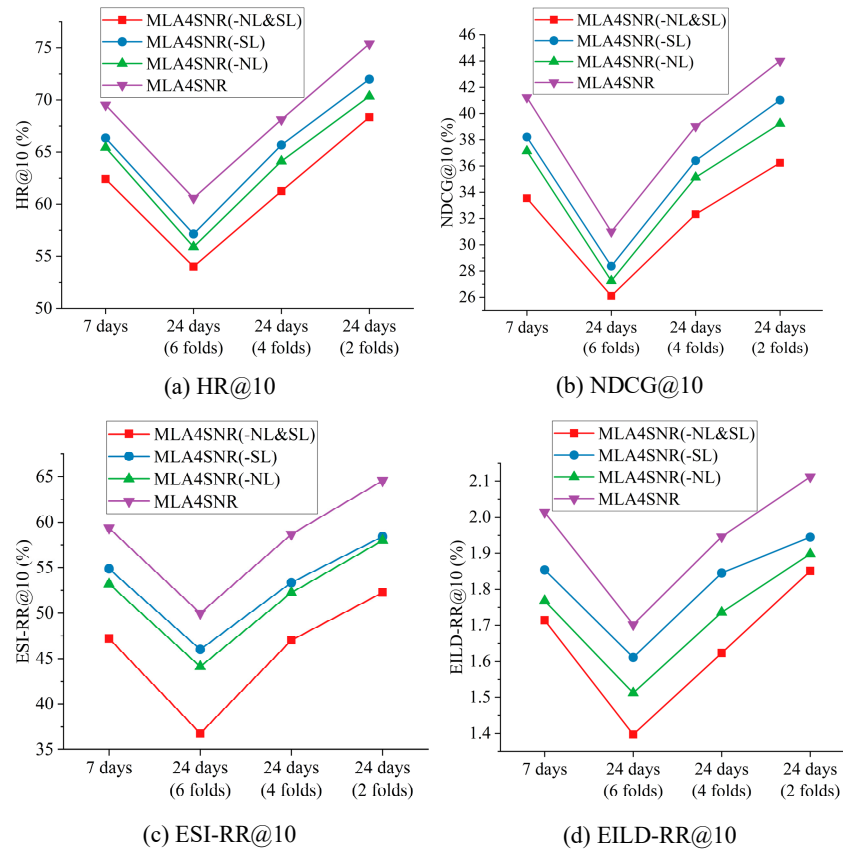 MLA4SNR(-NL&SL)
MLA4SNR(-SL)
MLA4SNR(-NL)
MLA4SNR
HR@10 (%)
75
70
65
60
55
50
7 days
24 days
(6 folds)
24 days
(4 folds)
24 days
(2 folds)
(a) HR@10
MLA4SNR(-NL&SL)
MLA4SNR(-SL)
MLA4SNR(-NL)
MLA4SNR
NDCG@10 (%)
44
42
40
38
36
34
32
30
28
26
7 days
24 days
(6 folds)
24 days
(4 folds)
24 days
(2 folds)
(b) NDCG@10
MLA4SNR(-NL&SL)
MLA4SNR(-SL)
MLA4SNR(-NL)
MLA4SNR
ESI-RR@10 (%)
65
60
55
50
45
40
35
7 days
24 days
(6 folds)
24 days
(4 folds)
24 days
(2 folds)
(c) ESI-RR@10
MLA4SNR(-NL&SL)
MLA4SNR(-SL)
MLA4SNR(-NL)
MLA4SNR
EILD-RR@10 (%)
2.1
2.0
1.9
1.8
1.7
1.6
1.5
1.4
7 days
24 days
(6 folds)
24 days
(4 folds)
24 days
(2 folds)
(d) EILD-RR@10